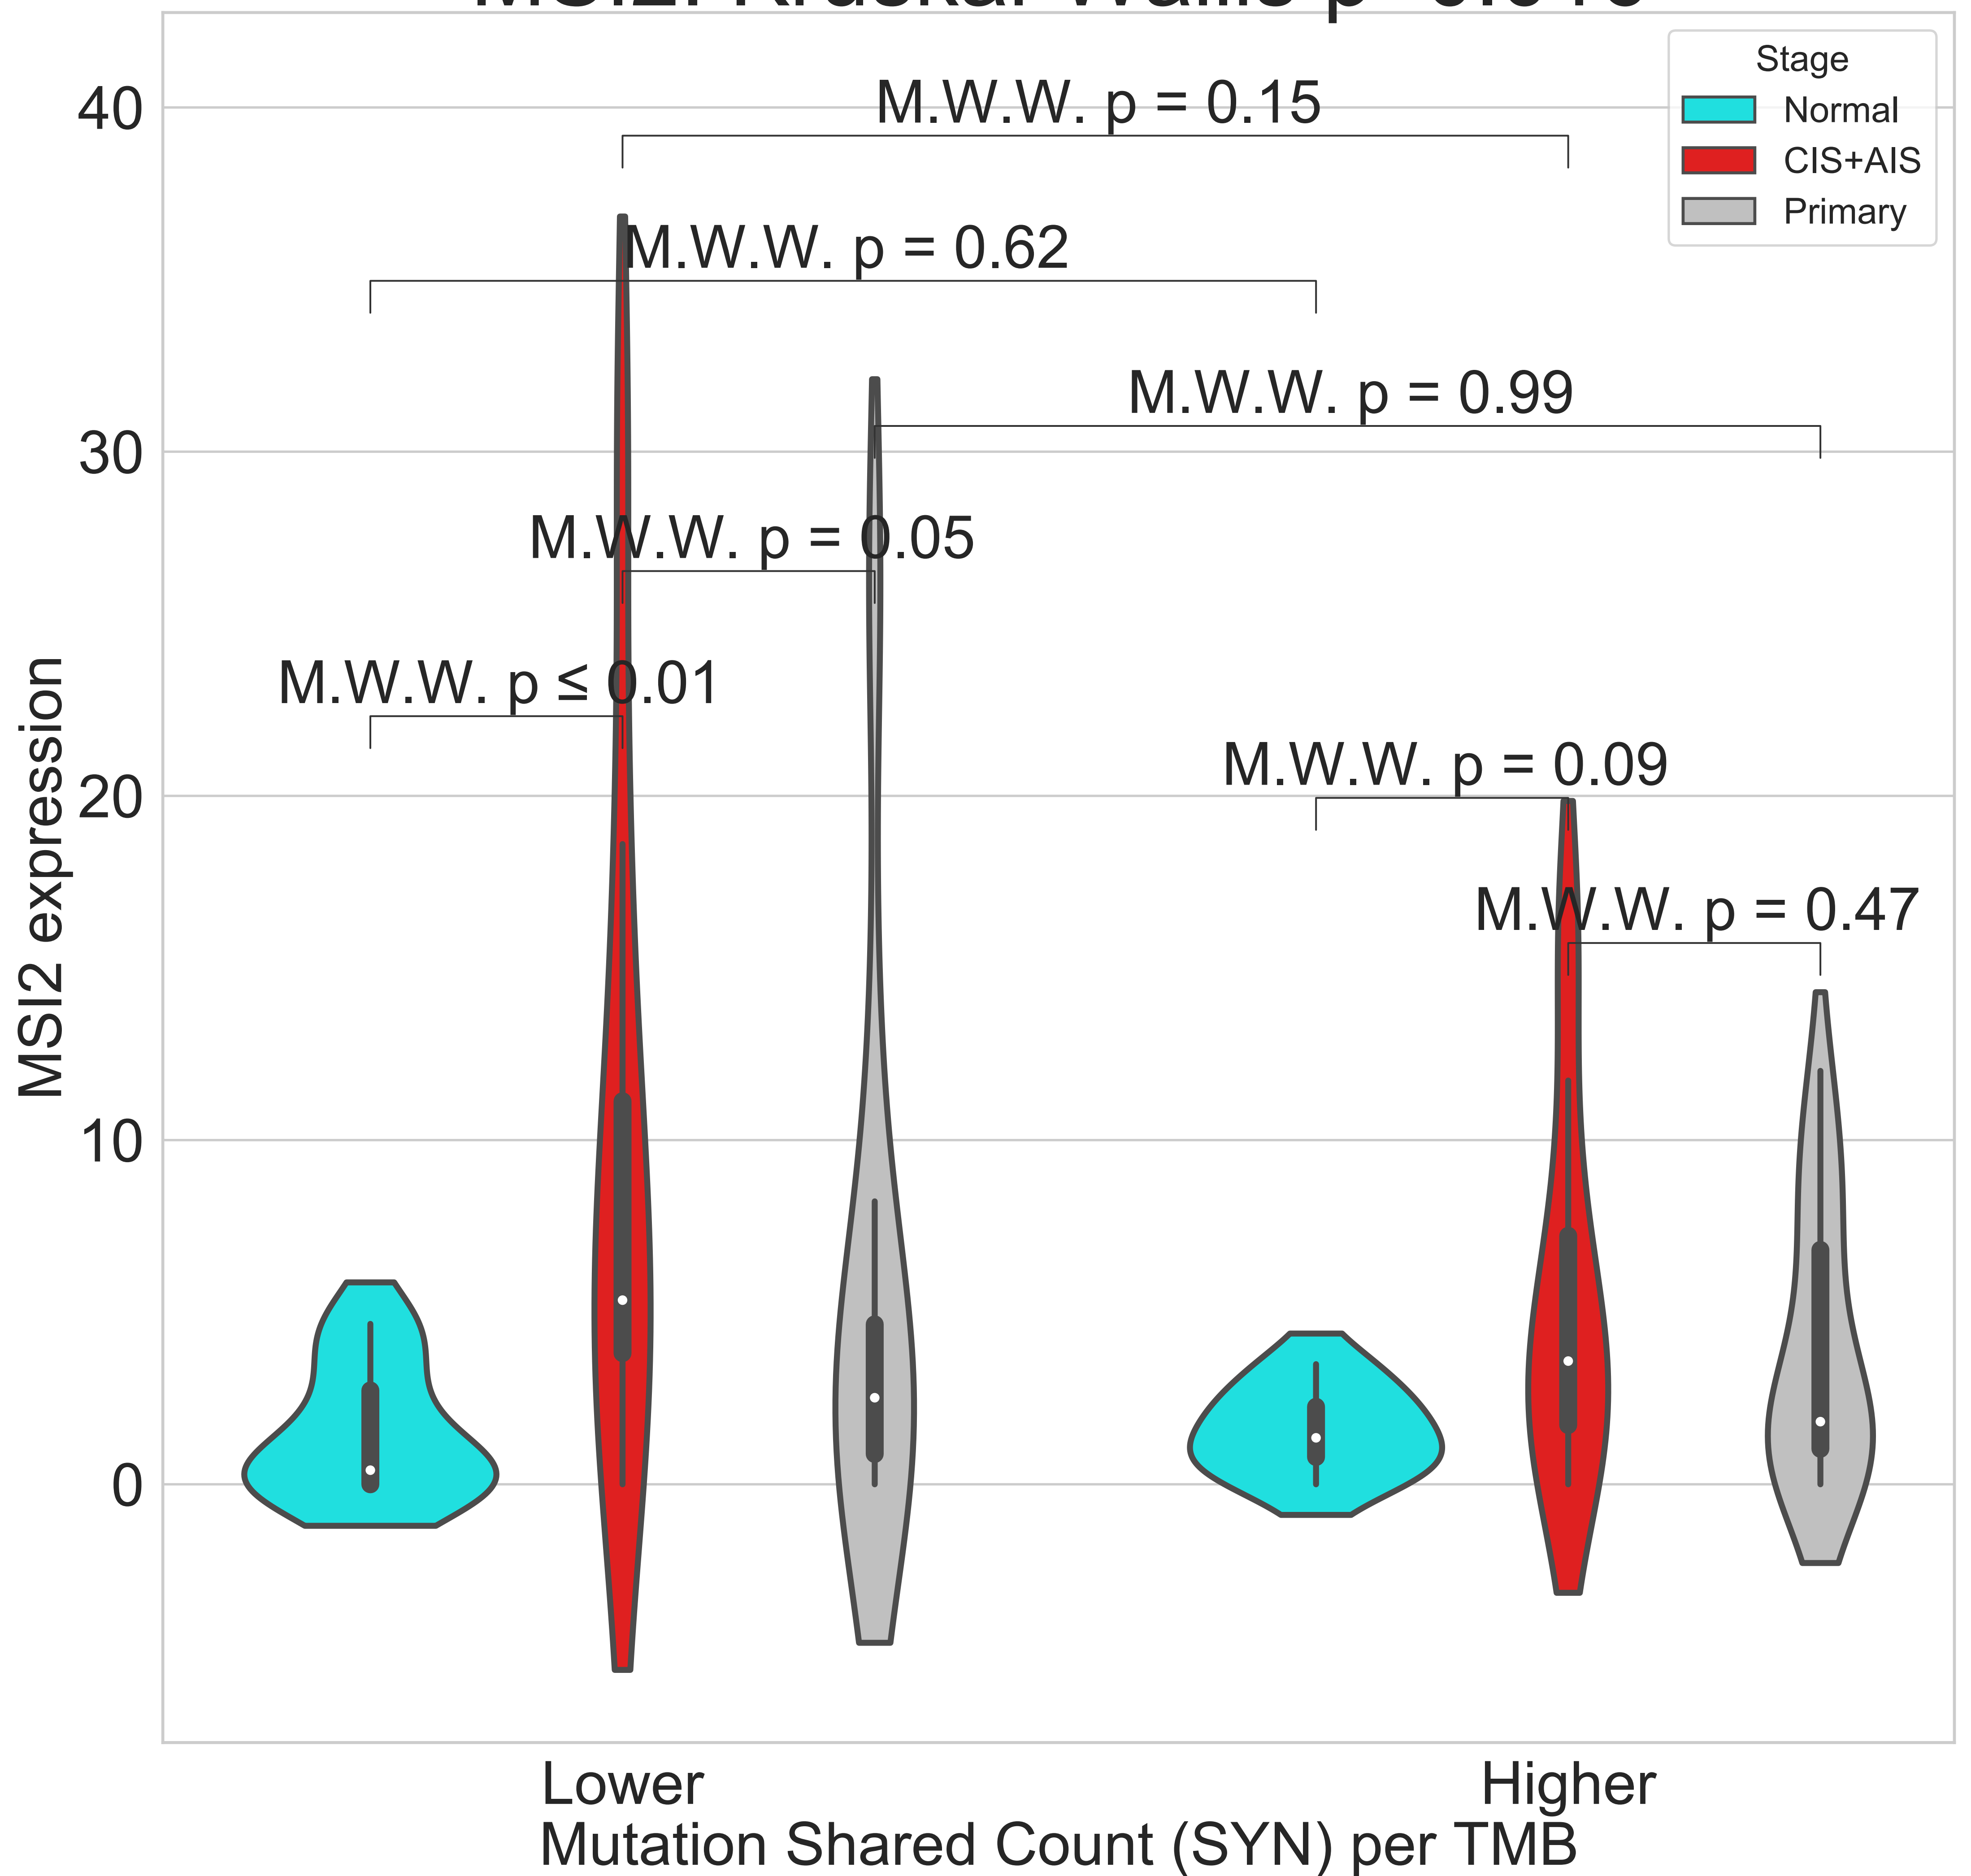 Stage
Normal
CIS+AIS
Primary
M.W.W. p = 0.15
M.W.W. p = 0.62
M.W.W. p = 0.99
M.W.W. p = 0.05
M.W.W. p ≤ 0.01
M.W.W. p = 0.09
M.W.W. p = 0.47
40
30
20
10
0
MSI2 expression
Lower
Higher
Mutation Shared Count (SYN) per TMB